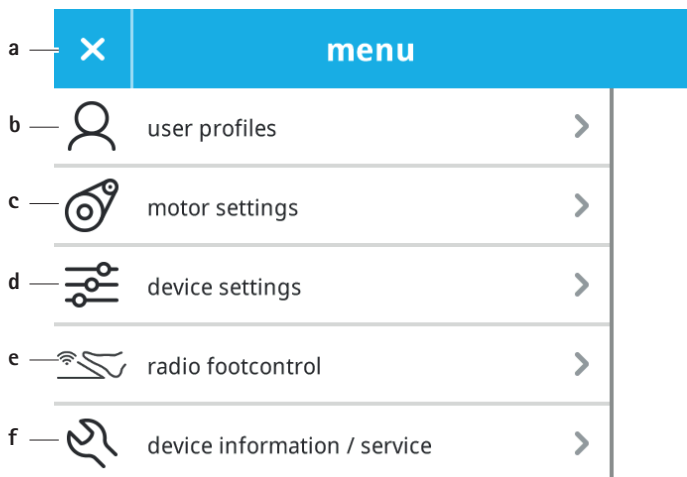 a menu
b user profiles
c motor settings
d device settings
e radio footcontrol
f device information / service